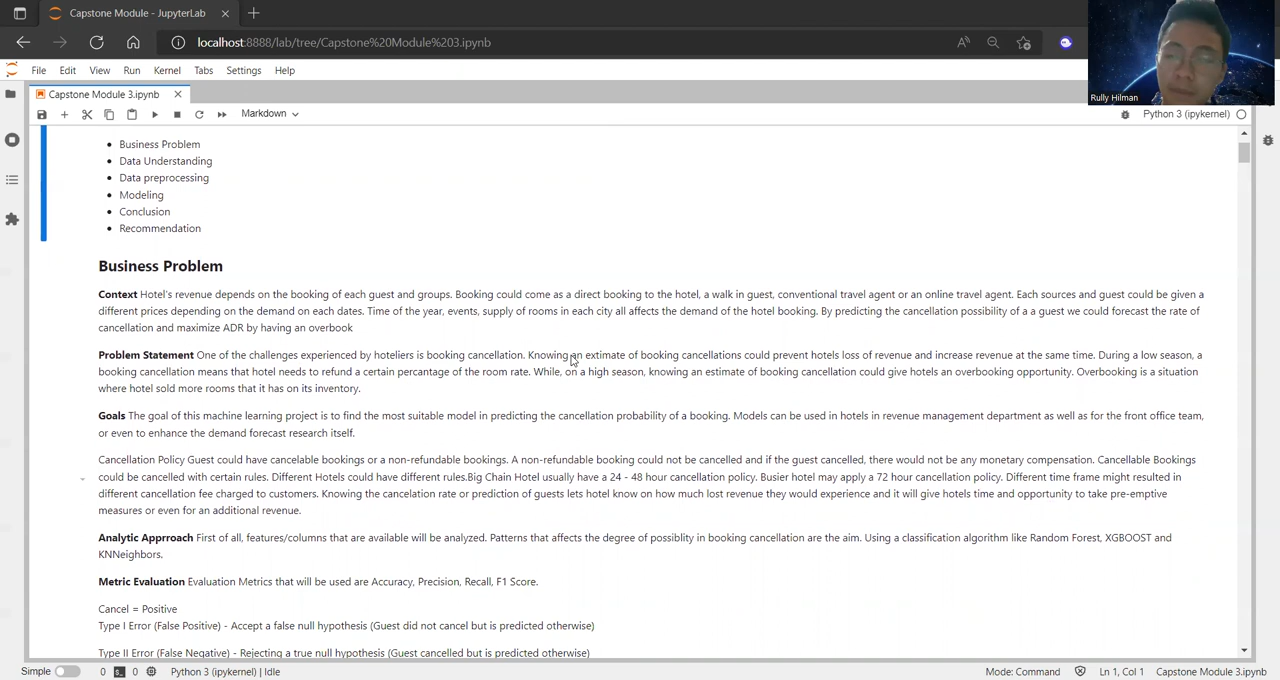 Capstone Module - JupyterLab
localhost:8888/lab/tree/Capstone%20Module%203.ipynb
Rully Hilman
File Edit View Run Kernel Tabs Settings Help
Capstone Module 3.ipynb
Markdown
Python 3 (ipykernel)
Business Problem
Data Understanding
Data preprocessing
Modeling
Conclusion
Recommendation
Business Problem
Context Hotel's revenue depends on the booking of each guest and groups. Booking could come as a direct booking to the hotel, a walk in guest, conventional travel agent or an online travel agent. Each sources and guest could be given a
different prices depending on the demand on each dates. Time of the year, events, supply of rooms in each city all affects the demand of the hotel booking. By predicting the cancellation possibility of a a guest we could forecast the rate of
cancellation and maximize ADR by having an overbook
Problem Statement One of the challenges experienced by hoteliers is booking cancellation. Knowing an estimate of booking cancellations could prevent hotels loss of revenue and increase revenue at the same time. During a low season, a
booking cancellation means that hotel needs to refund a certain percentage of the room rate. While, on a high season, knowing an estimate of booking cancellation could give hotels an overbooking opportunity. Overbooking is a situation
where hotel sold more rooms that it has on its inventory.
Goals The goal of this machine learning project is to find the most suitable model in predicting the cancellation probability of a booking. Models can be used in hotels in revenue management department as well as for the front office team,
or even to enhance the demand forecast research itself.
Cancellation Policy Guest could have cancelable bookings or a non-refundable bookings. A non-refundable booking could not be cancelled and if the guest cancelled, there would not be any monetary compensation. Cancellable Bookings
could be cancelled with certain rules. Different Hotels could have different rules.Big Chain Hotel usually have a 24 - 48 hour cancellation policy. Busier hotel may apply a 72 hour cancellation policy. Different time frame might resulted in
different cancellation fee charged to customers. Knowing the cancelation rate or prediction of guests lets hotel know on how much lost revenue they would experience and it will give hotels time and opportunity to take pre-emptive
measures or even for an additional revenue.
Analytic Apprroach First of all, features/columns that are available will be analyzed. Patterns that affects the degree of possiblity in booking cancellation are the aim. Using a classification algorithm like Random Forest, XGBOOST and
KNNeighbors.
Metric Evaluation Evaluation Metrics that will be used are Accuracy, Precision, Recall, F1 Score.
Cancel = Positive
Type I Error (False Positive) - Accept a false null hypothesis (Guest did not cancel but is predicted otherwise)
Type II Error (False Negative) - Rejecting a true null hypothesis (Guest cancelled but is predicted otherwise)
Simple 0 0 Python 3 (ipykernel) | Idle Mode: Command Ln 1, Col 1 Capstone Module 3.ipynb